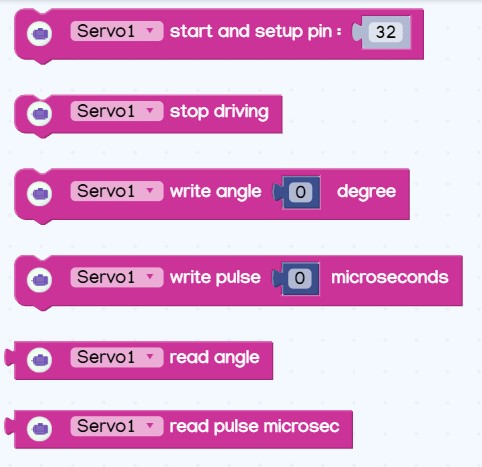 Servo1 start and setup pin : 32
Servo1 stop driving
Servo1 write angle 0 degree
Servo1 write pulse 0 microseconds
Servo1 read angle
Servo1 read pulse microsec